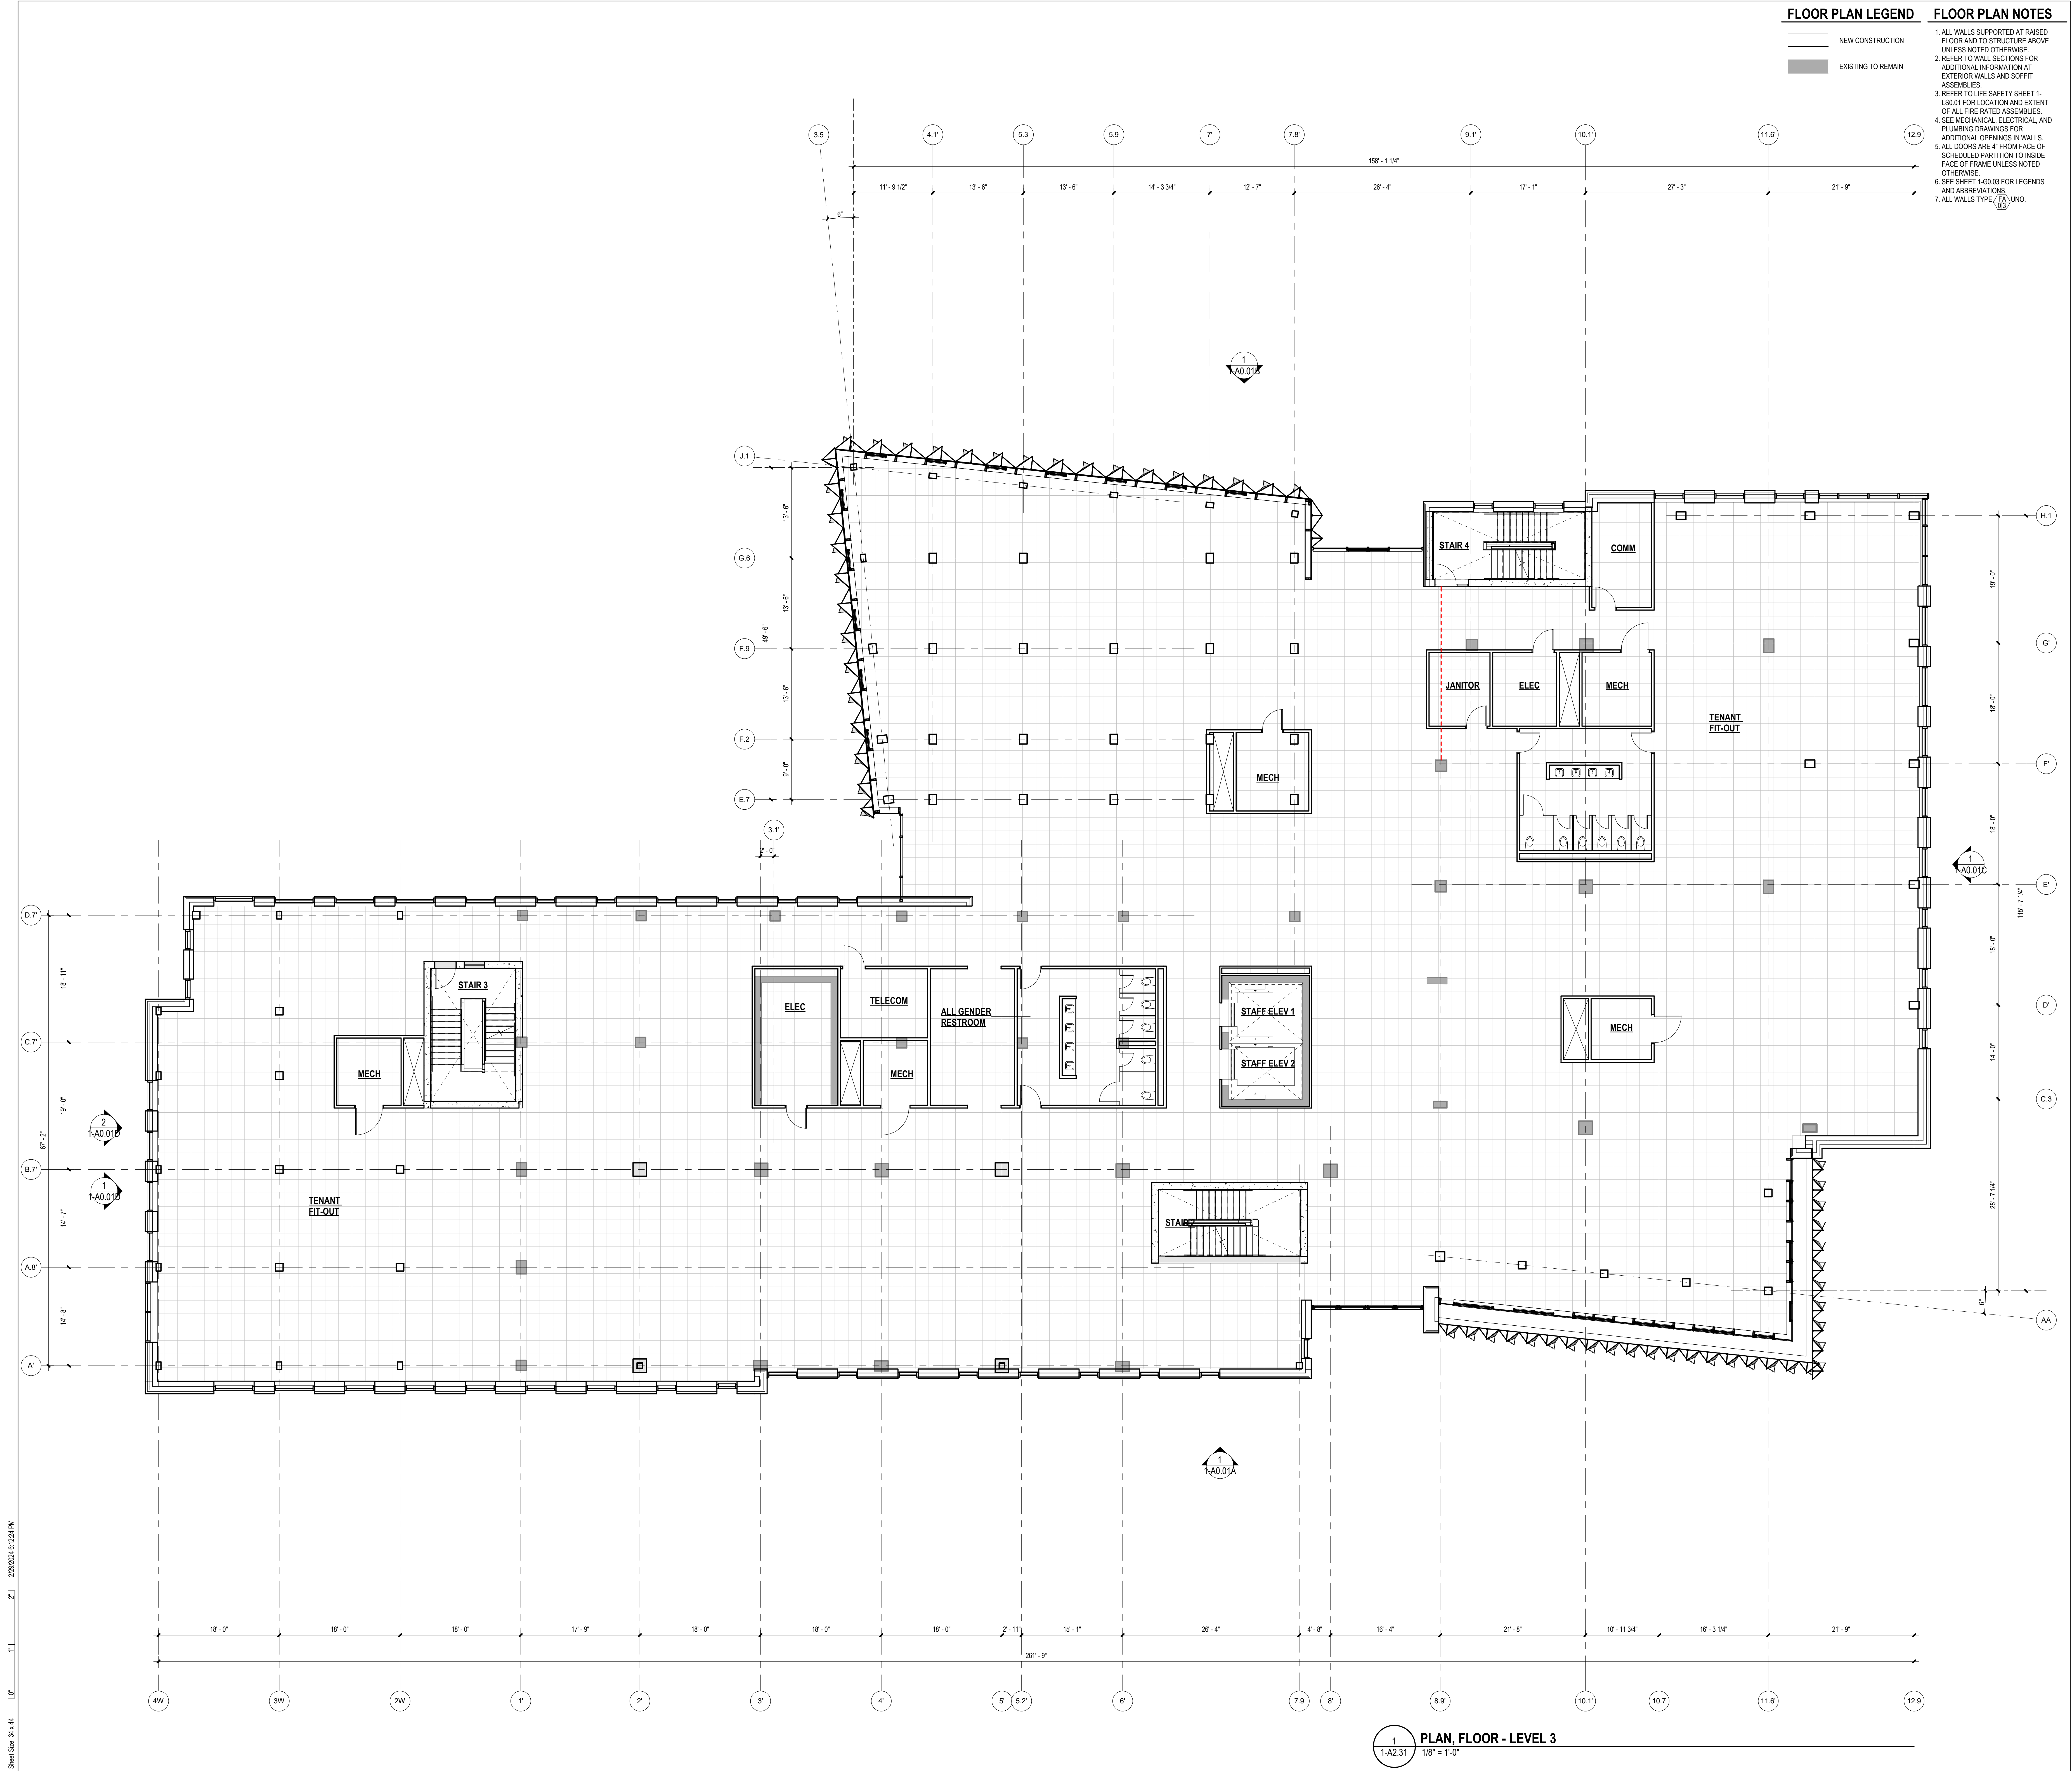 FLOOR PLAN LEGEND
NEW CONSTRUCTION
EXISTING TO REMAIN
FLOOR PLAN NOTES
1. ALL WALLS SUPPORTED AT RAISED
FLOOR AND TO STRUCTURE ABOVE
UNLESS NOTED OTHERWISE.
2. REFER TO WALL SECTIONS FOR
ADDITIONAL INFORMATION AT
EXTERIOR WALLS AND SOFFIT
ASSEMBLIES.
3. REFER TO LIFE SAFETY SHEET 1-
LS0.01 FOR LOCATION AND EXTENT
OF ALL FIRE RATED ASSEMBLIES.
4. SEE MECHANICAL, ELECTRICAL, AND
PLUMBING DRAWINGS FOR
ADDITIONAL OPENINGS IN WALLS.
5. ALL DOORS ARE 4" FROM FACE OF
SCHEDULED PARTITION TO INSIDE
FACE OF FRAME UNLESS NOTED
OTHERWISE.
6. SEE SHEET 1-G0.03 FOR LEGENDS
AND ABBREVIATIONS.
7. ALL WALLS TYPE FA UNO.
03
3.5
4.1'
5.3
5.9
7'
7.8'
9.1'
10.1'
11.6'
12.9
158' - 1 1/4"
11' - 9 1/2"
13' - 6"
13' - 6"
14' - 3 3/4"
12' - 7"
26' - 4"
17' - 1"
27' - 3"
21' - 9"
6"
1
1-A0.01B
J.1
G.6
F.9
F.2
E.7
13'-6"
13'-6"
13'-6"
9' - 0"
49' - 6"
3.1'
2' - 0"
H.1
G'
F'
E'
D'
C.3
AA
19' - 0"
18' - 0"
18' - 0"
18' - 0"
14' - 0"
28' - 7 1/4"
115' - 7 1/4"
6"
1
1-A0.01C
STAIR 4
COMM
JANITOR
ELEC
MECH
TENANT
FIT-OUT
MECH
D.7'
C.7'
B.7'
A.8'
A'
18' - 11"
19' - 0"
14' - 7"
14' - 8"
67' - 2"
2
1-A0.01D
1
1-A0.01D
STAIR 3
MECH
ELEC
TELECOM
MECH
ALL GENDER
RESTROOM
STAFF ELEV 1
STAFF ELEV 2
MECH
TENANT
FIT-OUT
STAIR 2
1
1-A0.01A
18' - 0"
18' - 0"
18' - 0"
17' - 9"
18' - 0"
18' - 0"
18' - 0"
2' - 11"
15' - 1"
26' - 4"
4' - 8"
16' - 4"
21' - 8"
10' - 11 3/4"
16' - 3 1/4"
21' - 9"
261' - 9"
4W
3W
2W
1'
2'
3'
4'
5'
5.2'
6'
7.9
8'
8.9'
10.1'
10.7
11.6'
12.9
1
1-A2.31
PLAN, FLOOR - LEVEL 3
1/8" = 1'-0"
2/29/2024 6:12:24 PM
2"
1"
0"
Sheet Size: 34 x 44